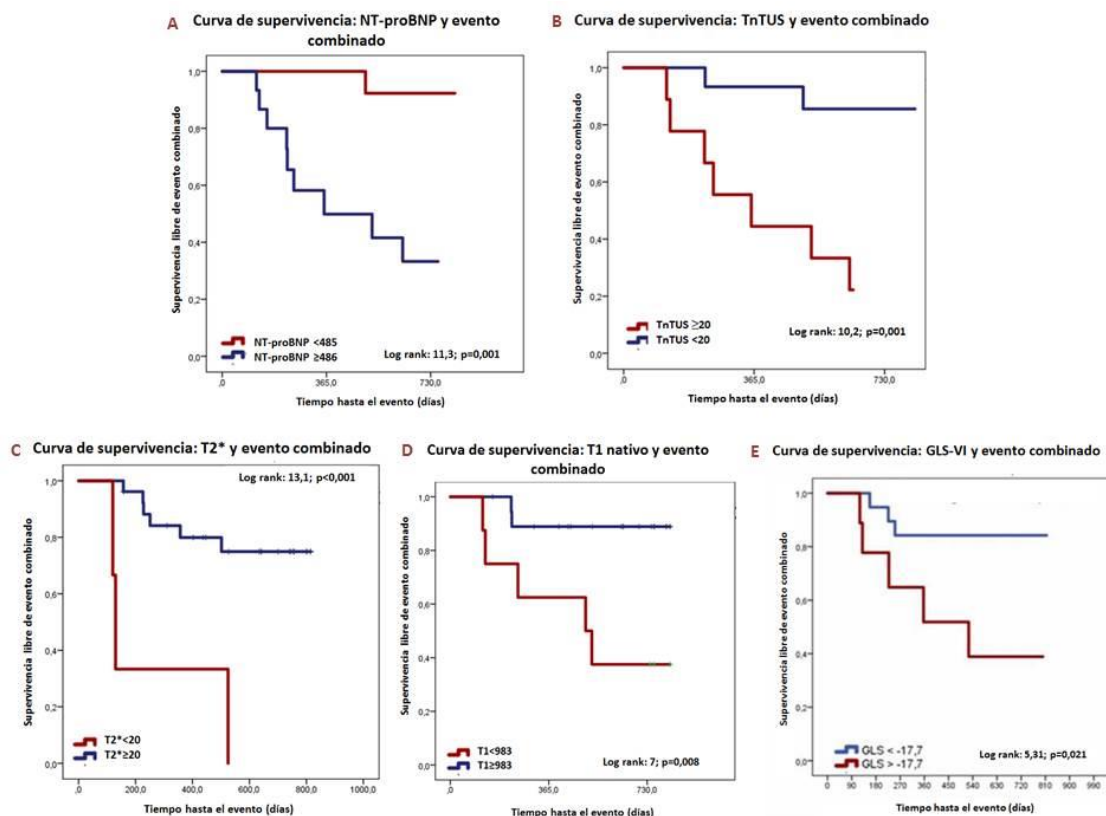 A Curva de supervivencia: NT-proBNP y evento
combinado
Supervivencia libre de evento combinado
1,0
0,8
0,6
0,4
0,2
0,0
NT-proBNP <485
NT-proBNP ≥486
Log rank: 11,3; p=0,001
,0 365,0 730,0
Tiempo hasta el evento (días)
B Curva de supervivencia: TnTUS y evento combinado
Supervivencia libre de evento combinado
1,0
0,8
0,6
0,4
0,2
0,0
TnTUS ≥20
TnTUS <20
Log rank: 10,2; p=0,001
,0 365,0 730,0
Tiempo hasta el evento (días)
C Curva de supervivencia: T2* y evento combinado
Log rank: 13,1; p<0,001
Supervivencia libre de evento combinado
1,0
0,8
0,6
0,4
0,2
0,0
T2*<20
T2*≥20
,0 200,0 400,0 600,0 800,0 1000,0
Tiempo hasta el evento (días)
D Curva de supervivencia: T1 nativo y evento
combinado
Supervivencia libre de evento combinado
1,0
0,8
0,6
0,4
0,2
0,0
T1<983
T1≥983
Log rank: 7; p=0,008
,0 365,0 730,0
Tiempo hasta el evento (días)
E Curva de supervivencia: GLS-VI y evento combinado
Supervivencia libre de evento combinado
1,0
0,8
0,6
0,4
0,2
0,0
GLS < -17,7
GLS > -17,7
Log rank: 5,31; p=0,021
0 90 180 270 360 450 540 630 720 810 900 990
Tiempo hasta el evento (días)